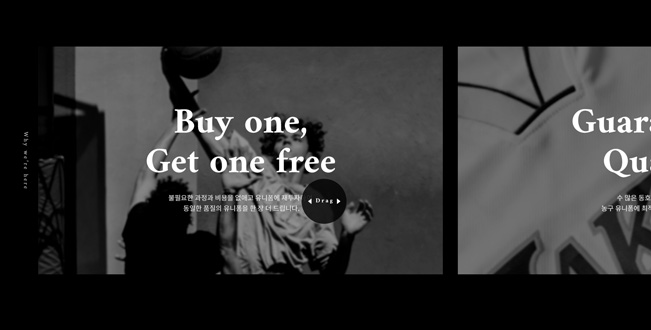 Why we're here
Buy one,
Get one free
불필요한 과정과 비용을 없애고 유니폼에 재투자
동일한 품질의 유니폼을 한 장 더 드립니다.
◀ Drag ▶
수 많은 동호
농구 유니폼에 최적